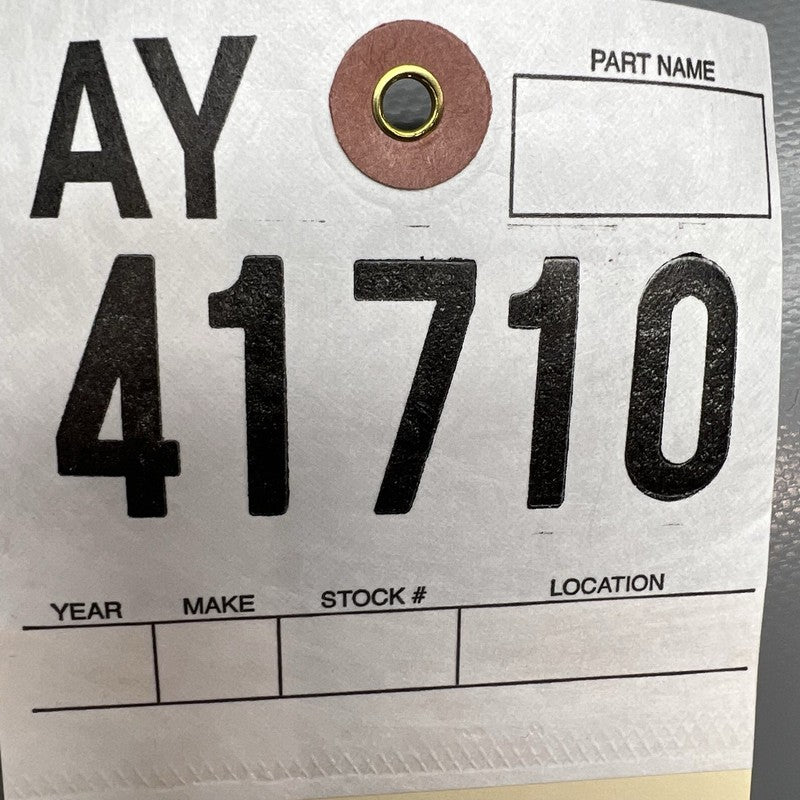 AY
PART NAME
41710
YEAR MAKE STOCK # LOCATION